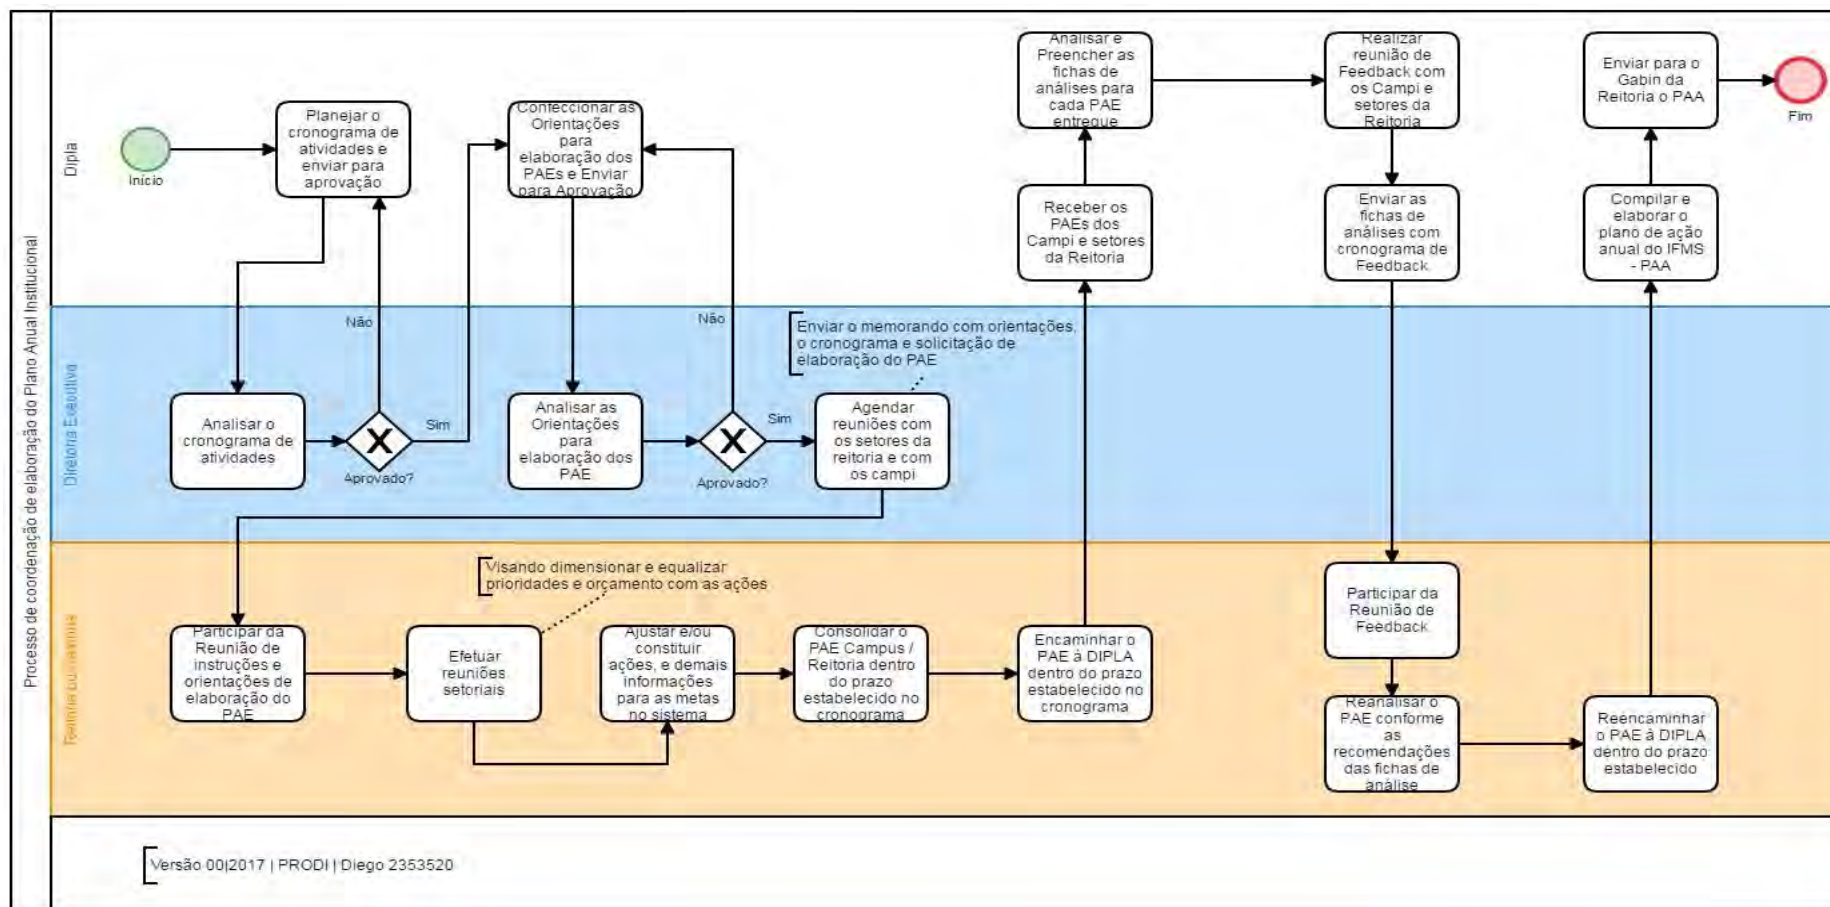 Processo de coordenação de elaboração do Plano Anual Institucional
Dipla
Início
Planejar o
cronograma de
atividades e
enviar para
aprovação
Confeccionar as
Orientações
para
elaboração dos
PAEs e Enviar
para Aprovação
Analisar e
Preencher as
fichas de
análises para
cada PAE
entregue
Realizar
reunião de
Feedback com
os Campi e
setores da
Reitoria
Enviar para o
Gabin da
Reitoria o PAA
Fim
Receber os
PAEs dos
Campi e setores
da Reitoria
Enviar as
fichas de
análises com
cronograma de
Feedback
Compilar e
elaborar o
plano de ação
anual do IFMS
- PAA
Diretoria Executiva
Não
Não
Enviar o memorando com orientações,
o cronograma e solicitação de
elaboração do PAE
Analisar o
cronograma de
atividades
Aprovado?
Sim
Analisar as
Orientações
para
elaboração dos
PAE
Aprovado?
Sim
Agendar
reuniões com
os setores da
reitoria e com
os campi
Visando dimensionar e equalizar
prioridades e orçamento com as ações
Participar da
Reunião de
instruções e
orientações de
elaboração do
PAE
Efetuar
reuniões
setoriais
Ajustar e/ou
constituir
ações, e demais
informações
para as metas
no sistema
Consolidar o
PAE Campus /
Reitoria dentro
do prazo
estabelecido no
cronograma
Encaminhar o
PAE à DIPLA
dentro do prazo
estabelecido no
cronograma
Participar da
Reunião de
Feedback
Reanalisar o
PAE conforme
as
recomendações
das fichas de
análise
Reencaminhar
o PAE à DIPLA
dentro do prazo
estabelecido
Versão 00|2017 | PRODI | Diego 2353520